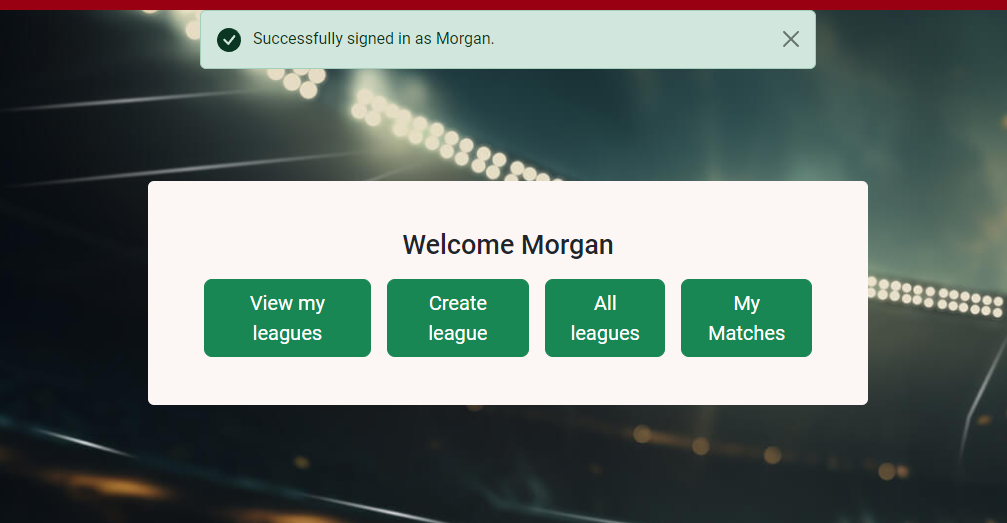 Successfully signed in as Morgan.
Welcome Morgan
View my
leagues
Create
league
All
leagues
My
Matches